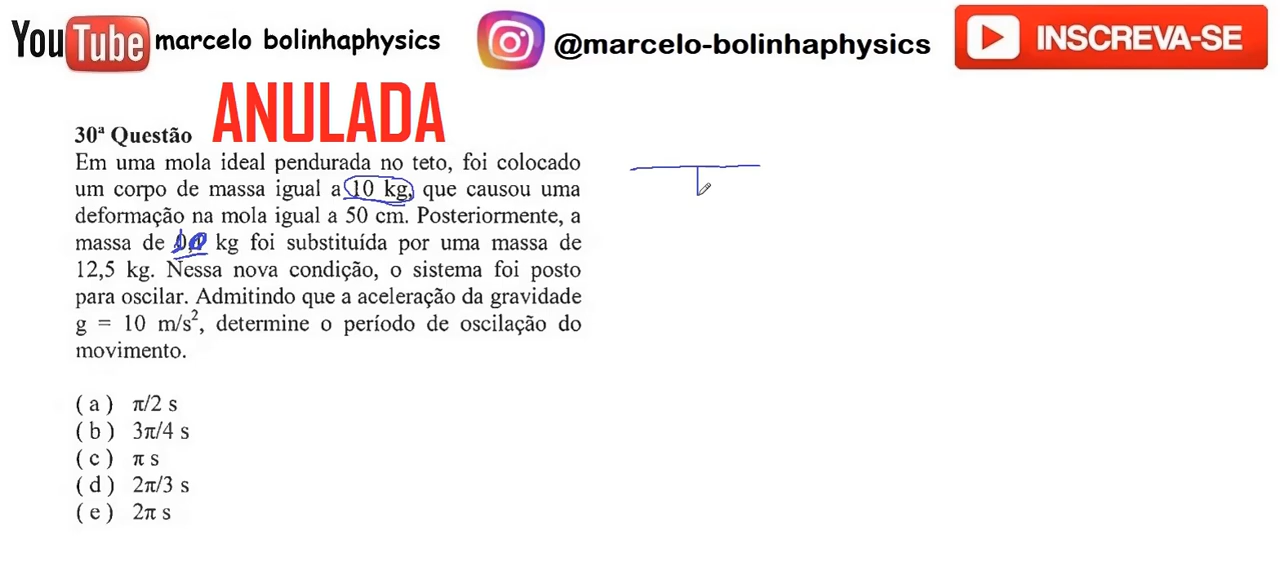 YouTube marcelo bolinhaphysics @marcelo-bolinhaphysics INSCREVA-SE
ANULADA
30ª Questão
Em uma mola ideal pendurada no teto, foi colocado
um corpo de massa igual a 10 kg, que causou uma
deformação na mola igual a 50 cm. Posteriormente, a
massa de kg foi substituída por uma massa de
12,5 kg. Nessa nova condição, o sistema foi posto
para oscilar. Admitindo que a aceleração da gravidade
g = 10 m/s², determine o período de oscilação do
movimento.
( a ) π/2 s
( b ) 3π/4 s
( c ) π s
( d ) 2π/3 s
( e ) 2π s